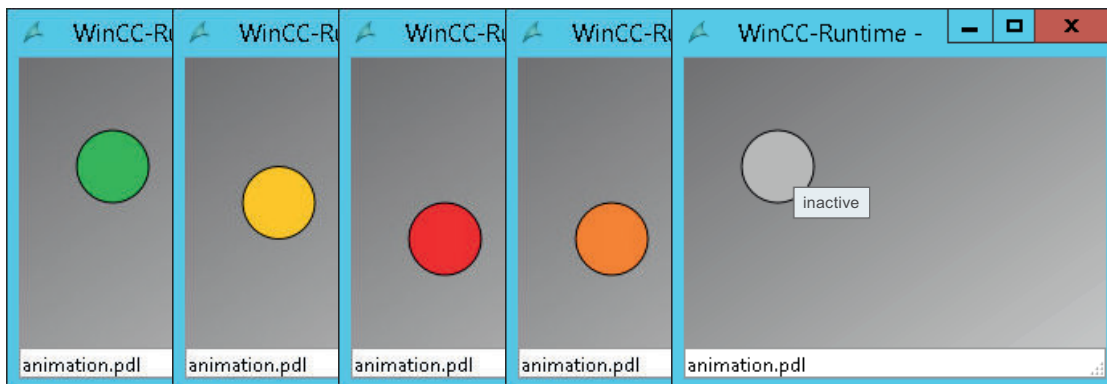 WinCC-Ru
WinCC-Ru
WinCC-Ru
WinCC-Ru
WinCC-Runtime -
inactive
animation.pdl
animation.pdl
animation.pdl
animation.pdl
animation.pdl